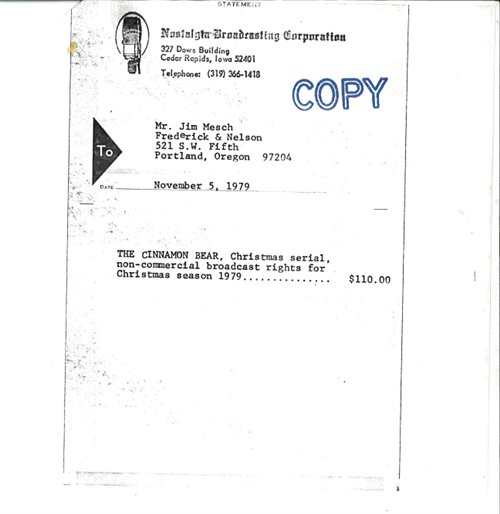 STATEMENT
Nostalgia Broadcasting Corporation
327 Dows Building
Cedar Rapids, Iowa 52401
Telephone: (319) 366-1418
COPY
Mr. Jim Mesch
Frederick & Nelson
521 S.W. Fifth
Portland, Oregon 97204
To
DATE November 5, 1979
THE CINNAMON BEAR, Christmas serial,
non-commercial broadcast rights for
Christmas season 1979............... $110.00